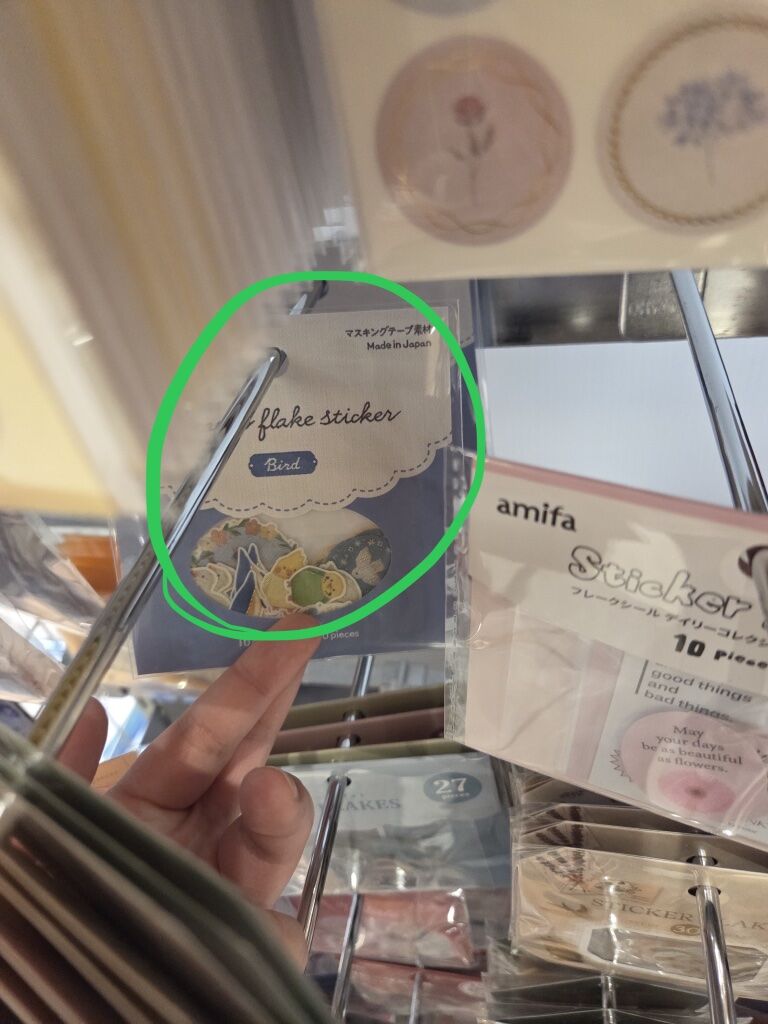 マスキングテープ素材
Made in Japan
flake sticker
Bird
pieces
amifa
Sticker
フレークシール デイリーコレクシ
10 Piece
good things
and
bad things.
May
your days
be as beautiful
as flowers.
27
pieces
AKES
STICKER
30